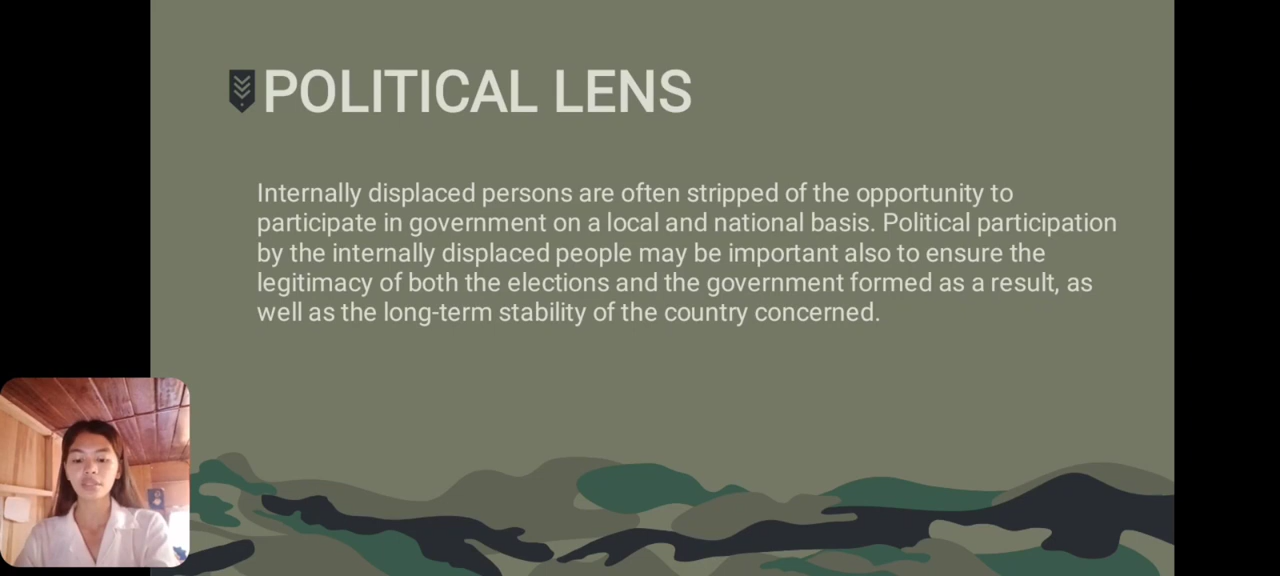 POLITICAL LENS
Internally displaced persons are often stripped of the opportunity to
participate in government on a local and national basis. Political participation
by the internally displaced people may be important also to ensure the
legitimacy of both the elections and the government formed as a result, as
well as the long-term stability of the country concerned.